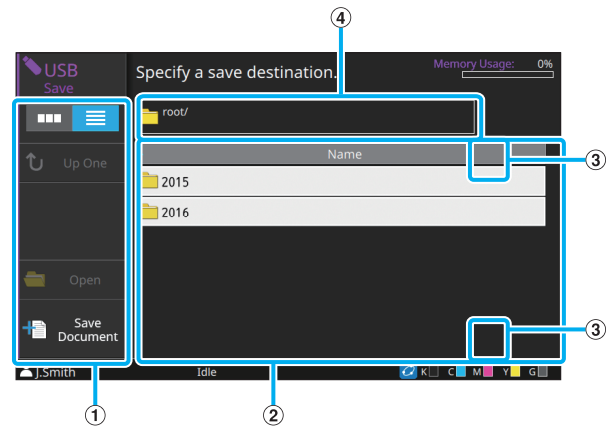 ④
USB
Save
Specify a save destination.
Memory Usage: 0%
root/
Name
③
Up One
2015
2016
Open
Save
Document
③
J.Smith
Idle
K C M Y G
①
②